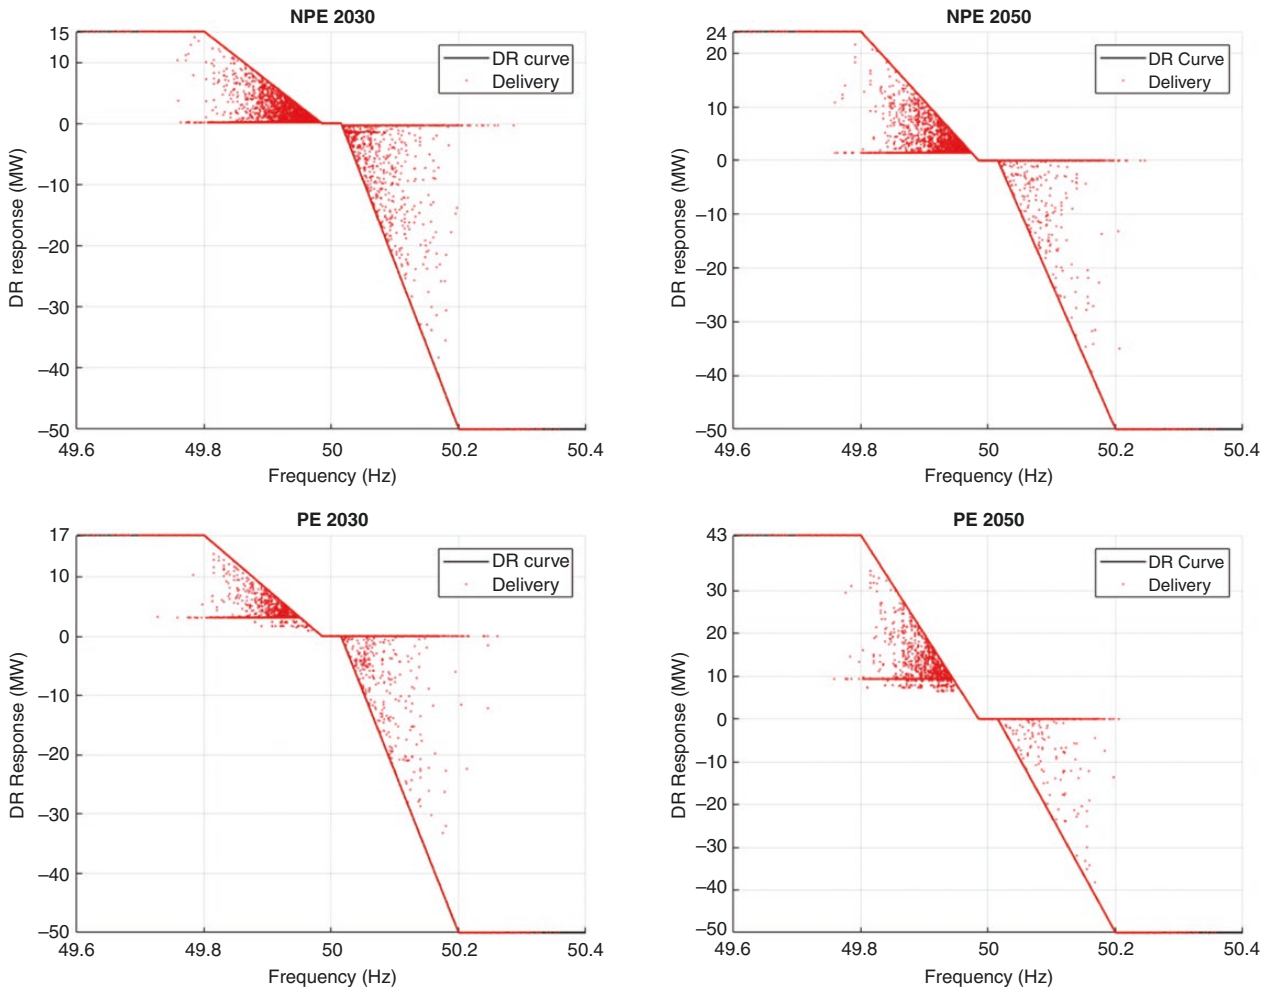 NPE 2030
15
10
0
–10
–20
–30
–40
–50
DR response (MW)
49.6 49.8 50 50.2 50.4
Frequency (Hz)
DR curve
Delivery
NPE 2050
24
20
10
0
–10
–20
–30
–40
–50
DR response (MW)
49.6 49.8 50 50.2 50.4
Frequency (Hz)
DR Curve
Delivery
PE 2030
17
10
0
–10
–20
–30
–40
–50
DR Response (MW)
49.6 49.8 50 50.2 50.4
Frequency (Hz)
DR curve
Delivery
PE 2050
43
30
20
10
0
–10
–20
–30
–40
–50
DR Response (MW)
49.6 49.8 50 50.2 50.4
Frequency (Hz)
DR Curve
Delivery